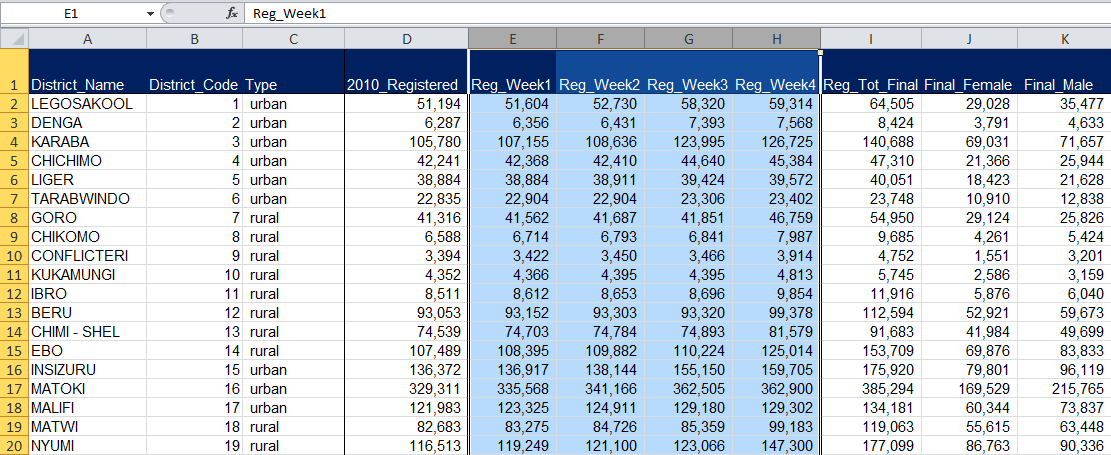 E1 fx Reg_Week1
A B C D E F G H I J K
1 District_Name District_Code Type 2010_Registered Reg_Week1 Reg_Week2 Reg_Week3 Reg_Week4 Reg_Tot_Final Final_Female Final_Male
2 LEGOSAKOOL 1 urban 51,194 51,604 52,730 58,320 59,314 64,505 29,028 35,477
3 DENGA 2 urban 6,287 6,356 6,431 7,393 7,568 8,424 3,791 4,633
4 KARABA 3 urban 105,780 107,155 108,636 123,995 126,725 140,688 69,031 71,657
5 CHICHIMO 4 urban 42,241 42,368 42,410 44,640 45,384 47,310 21,366 25,944
6 LIGER 5 urban 38,884 38,884 38,911 39,424 39,572 40,051 18,423 21,628
7 TARABWINDO 6 urban 22,835 22,904 22,904 23,306 23,402 23,748 10,910 12,838
8 GORO 7 rural 41,316 41,562 41,687 41,851 46,759 54,950 29,124 25,826
9 CHIKOMO 8 rural 6,588 6,714 6,793 6,841 7,987 9,685 4,261 5,424
10 CONFLICTERI 9 rural 3,394 3,422 3,450 3,466 3,914 4,752 1,551 3,201
11 KUKAMUNGI 10 rural 4,352 4,366 4,395 4,395 4,813 5,745 2,586 3,159
12 IBRO 11 rural 8,511 8,612 8,653 8,696 9,854 11,916 5,876 6,040
13 BERU 12 rural 93,053 93,152 93,303 93,320 99,378 112,594 52,921 59,673
14 CHIMI - SHEL 13 rural 74,539 74,703 74,784 74,893 81,579 91,683 41,984 49,699
15 EBO 14 rural 107,489 108,395 109,882 110,224 125,014 153,709 69,876 83,833
16 INSIZURU 15 urban 136,372 136,917 138,144 155,150 159,705 175,920 79,801 96,119
17 MATOKI 16 urban 329,311 335,568 341,166 362,505 362,900 385,294 169,529 215,765
18 MALIFI 17 urban 121,983 123,325 124,911 129,180 129,302 134,181 60,344 73,837
19 MATWI 18 rural 82,683 83,275 84,726 85,359 99,183 119,063 55,615 63,448
20 NYUMI 19 rural 116,513 119,249 121,100 123,066 147,300 177,099 86,763 90,336